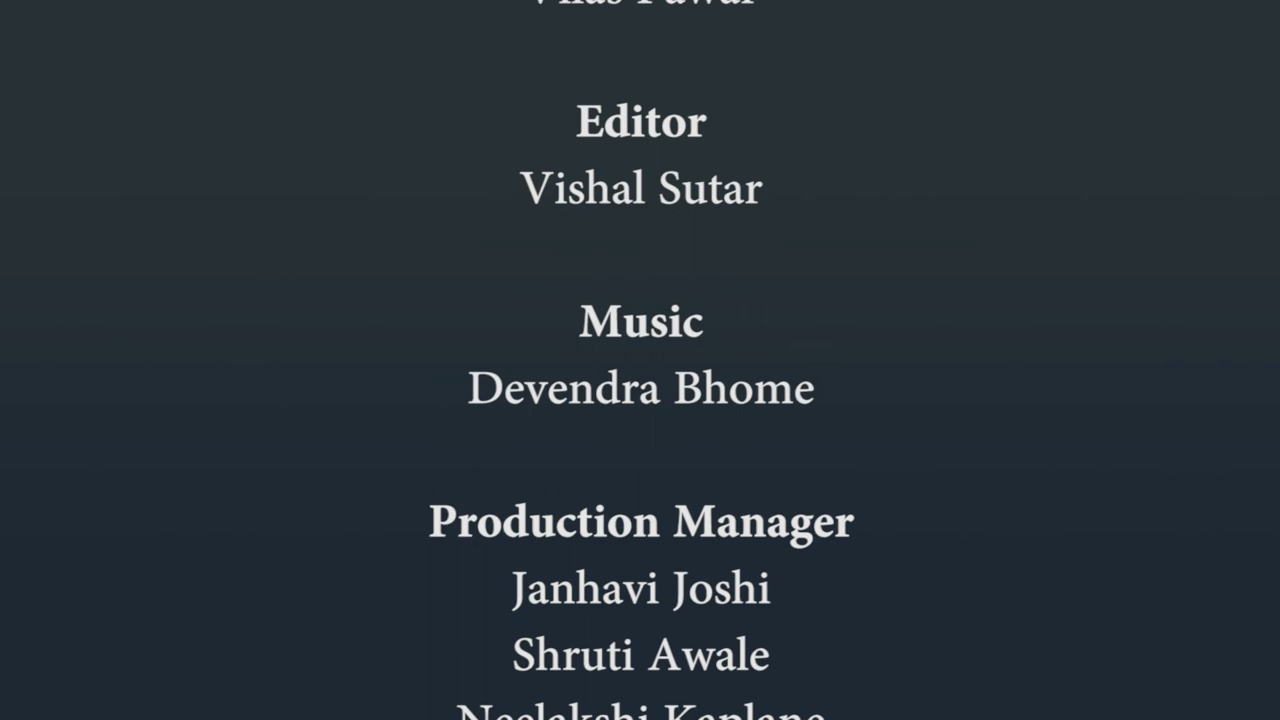 Editor
Vishal Sutar
Music
Devendra Bhome
Production Manager
Janhavi Joshi
Shruti Awale